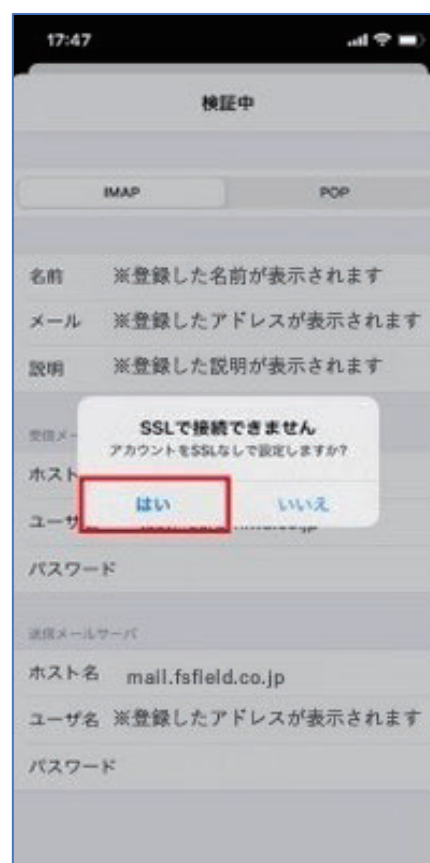 17:47
検証中
IMAP POP
名前 ※登録した名前が表示されます
メール ※登録したアドレスが表示されます
説明 ※登録した説明が表示されます
SSLで接続できません
アカウントをSSLなしで設定しますか?
受信メー
ホスト
はい いいえ
ユーザ名
パスワード
送信メールサーバ
ホスト名 mail.fsfield.co.jp
ユーザ名 ※登録したアドレスが表示されます
パスワード